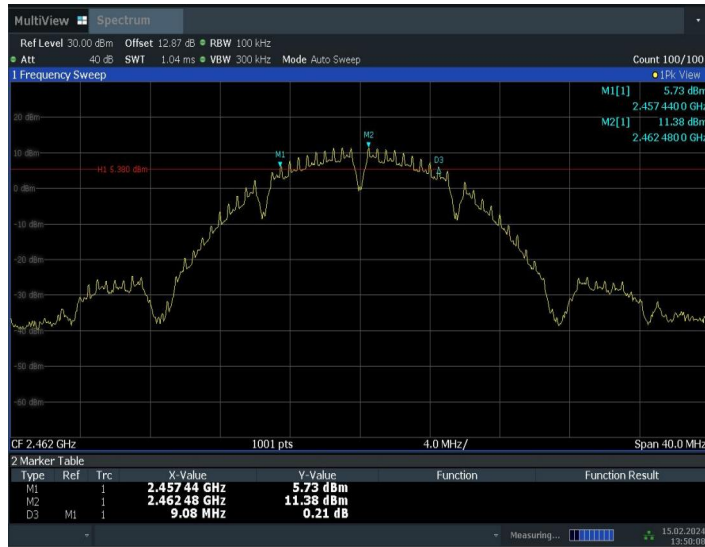 MultiView Spectrum
Ref Level 30.00 dBm Offset 12.87 dB RBW 100 kHz
Att 40 dB SWT 1.04 ms VBW 300 kHz Mode Auto Sweep Count 100/100
1 Frequency Sweep 1Pk View
M1[1] 5.73 dBm
2.457 440 0 GHz
M2[1] 11.38 dBm
2.462 480 0 GHz
20 dBm
M2
10 dBm
M1
D3
H1 5.380 dBm
0 dBm
-10 dBm
-20 dBm
-30 dBm
-40 dBm
-50 dBm
-60 dBm
CF 2.462 GHz 1001 pts 4.0 MHz/ Span 40.0 MHz
2 Marker Table
Type Ref Trc X-Value Y-Value Function Function Result
M1 1 2.457 44 GHz 5.73 dBm
M2 1 2.462 48 GHz 11.38 dBm
D3 M1 1 9.08 MHz 0.21 dB
Measuring... 15.02.2024
13:50:08